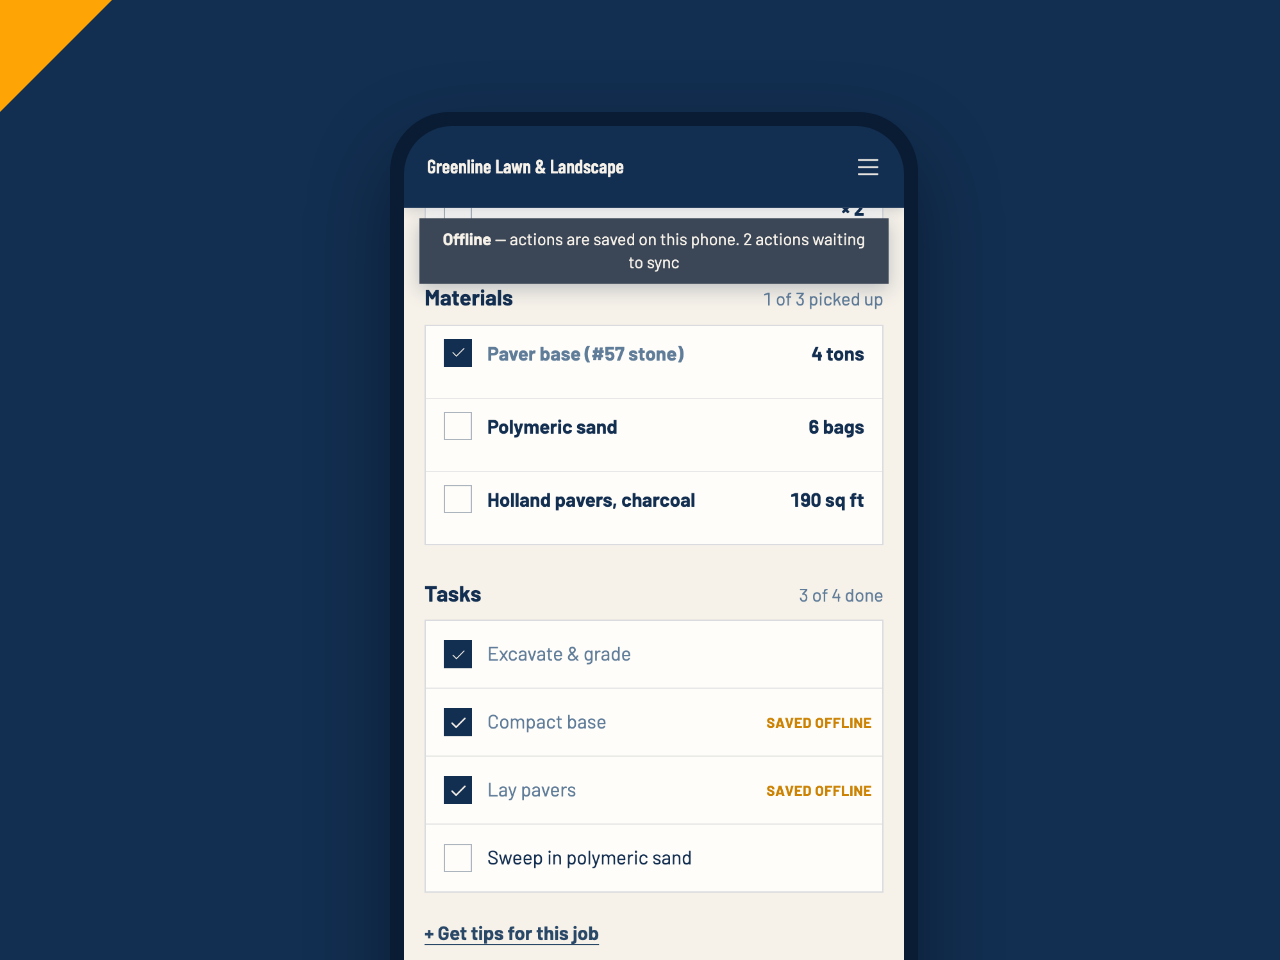 Greenline Lawn & Landscape
× 2
Offline — actions are saved on this phone. 2 actions waiting
to sync
Materials
1 of 3 picked up
Paver base (#57 stone)
4 tons
Polymeric sand
6 bags
Holland pavers, charcoal
190 sq ft
Tasks
3 of 4 done
Excavate & grade
Compact base
SAVED OFFLINE
Lay pavers
SAVED OFFLINE
Sweep in polymeric sand
+ Get tips for this job